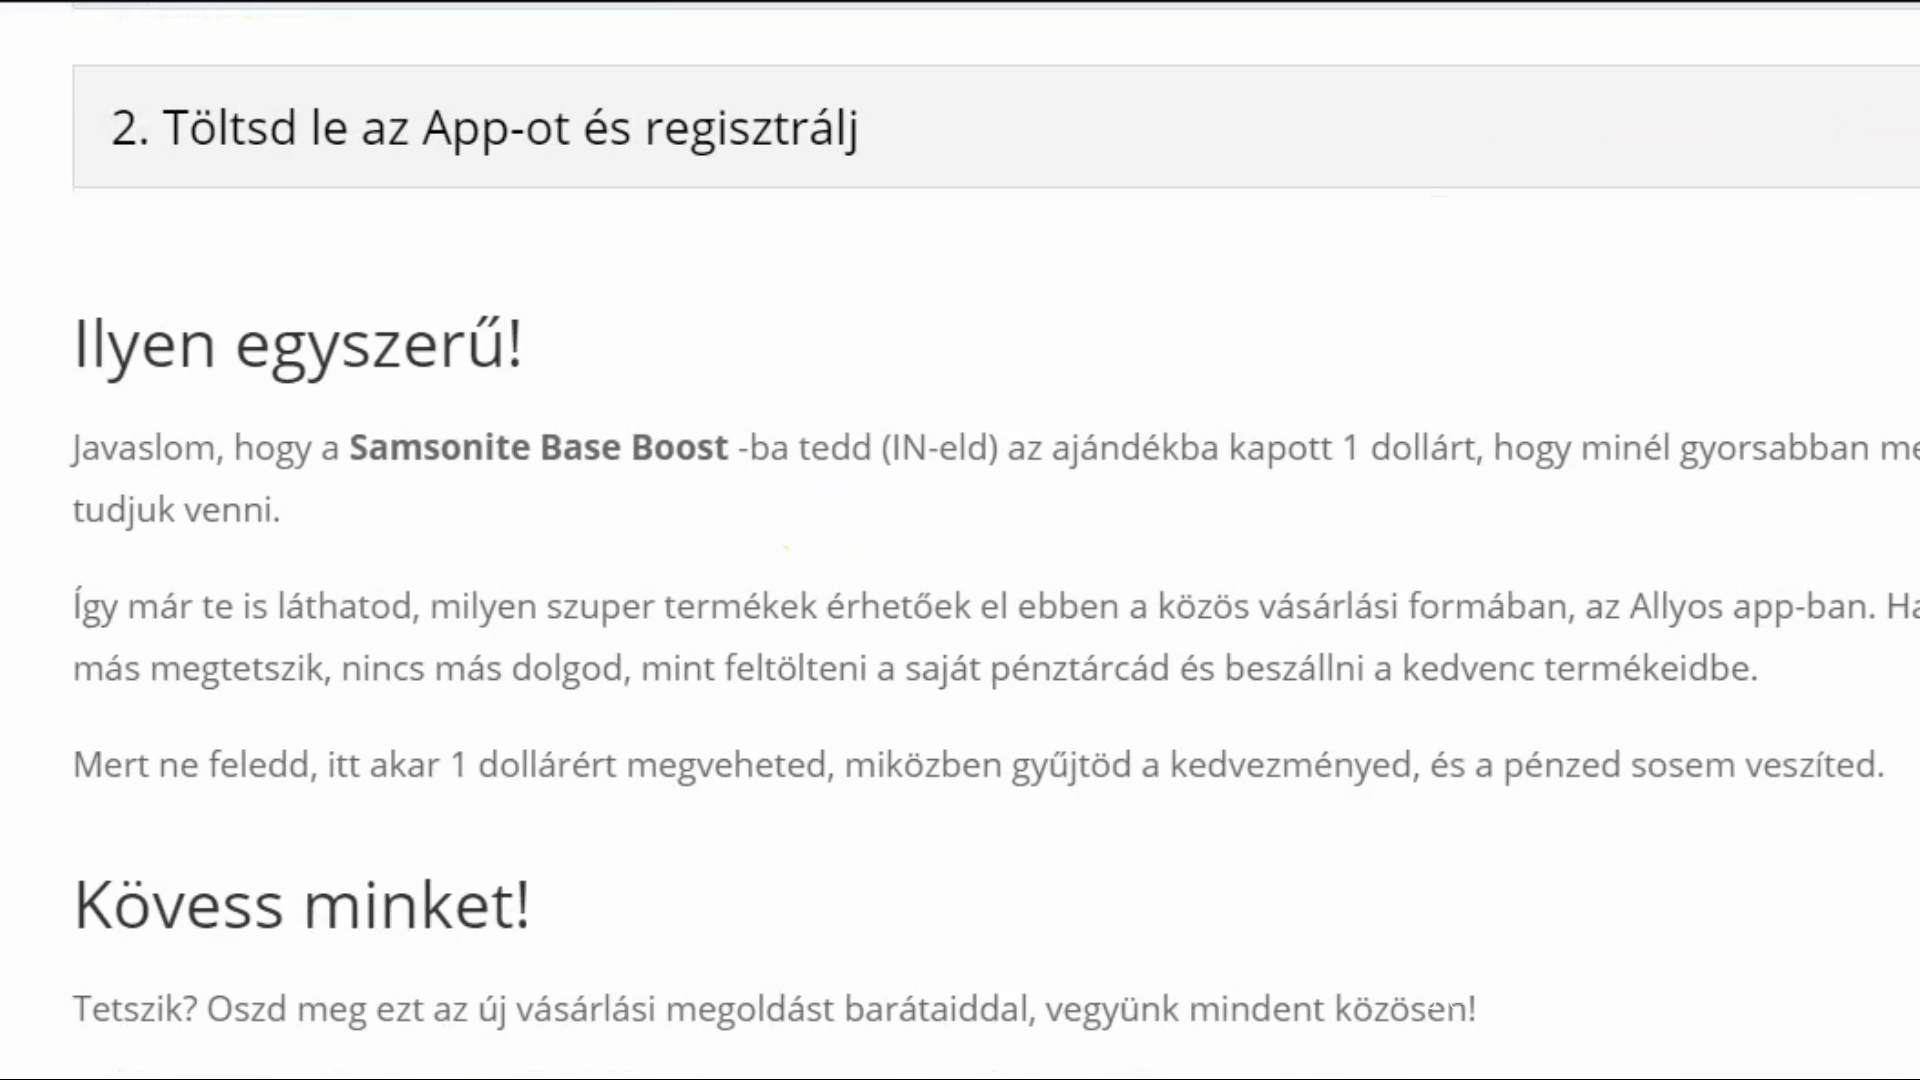 2. Töltsd le az App-ot és regisztrálj
Ilyen egyszerű!
Javaslom, hogy a Samsonite Base Boost -ba tedd (IN-eld) az ajándékba kapott 1 dollárt, hogy minél gyorsabban
tudjuk venni.
Így már te is láthatod, milyen szuper termékek érhetőek el ebben a közös vásárlási formában, az Allyos app-ban.
más megtetszik, nincs más dolgod, mint feltölteni a saját pénztárcád és beszállni a kedvenc termékeidbe.
Mert ne feledd, itt akar 1 dollárért megveheted, miközben gyűjtöd a kedvezményed, és a pénzed sosem veszíted.
Kövess minket!
Tetszik? Oszd meg ezt az új vásárlási megoldást barátaiddal, vegyünk mindent közösen!